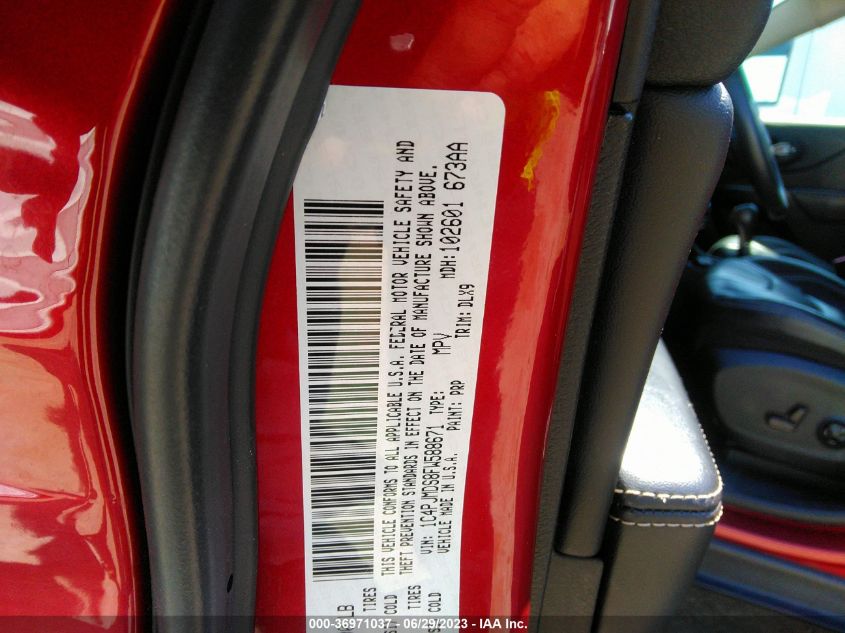 LB
TIRES
COLD
THIS VEHICLE CONFORMS TO ALL APPLICABLE U.S.A. FEDERAL MOTOR VEHICLE SAFETY AND
THEFT PREVENTION STANDARDS IN EFFECT ON THE DATE OF MANUFACTURE SHOWN ABOVE.
VIN: 1C4PJMDS8FW588671 TYPE: MPV MDH: 102601 673AA
VEHICLE MADE IN U.S.A. PAINT: PRP TRIM: DLX9
TIRES
COLD
000-36971037 - 06/29/2023 - IAA, Inc.